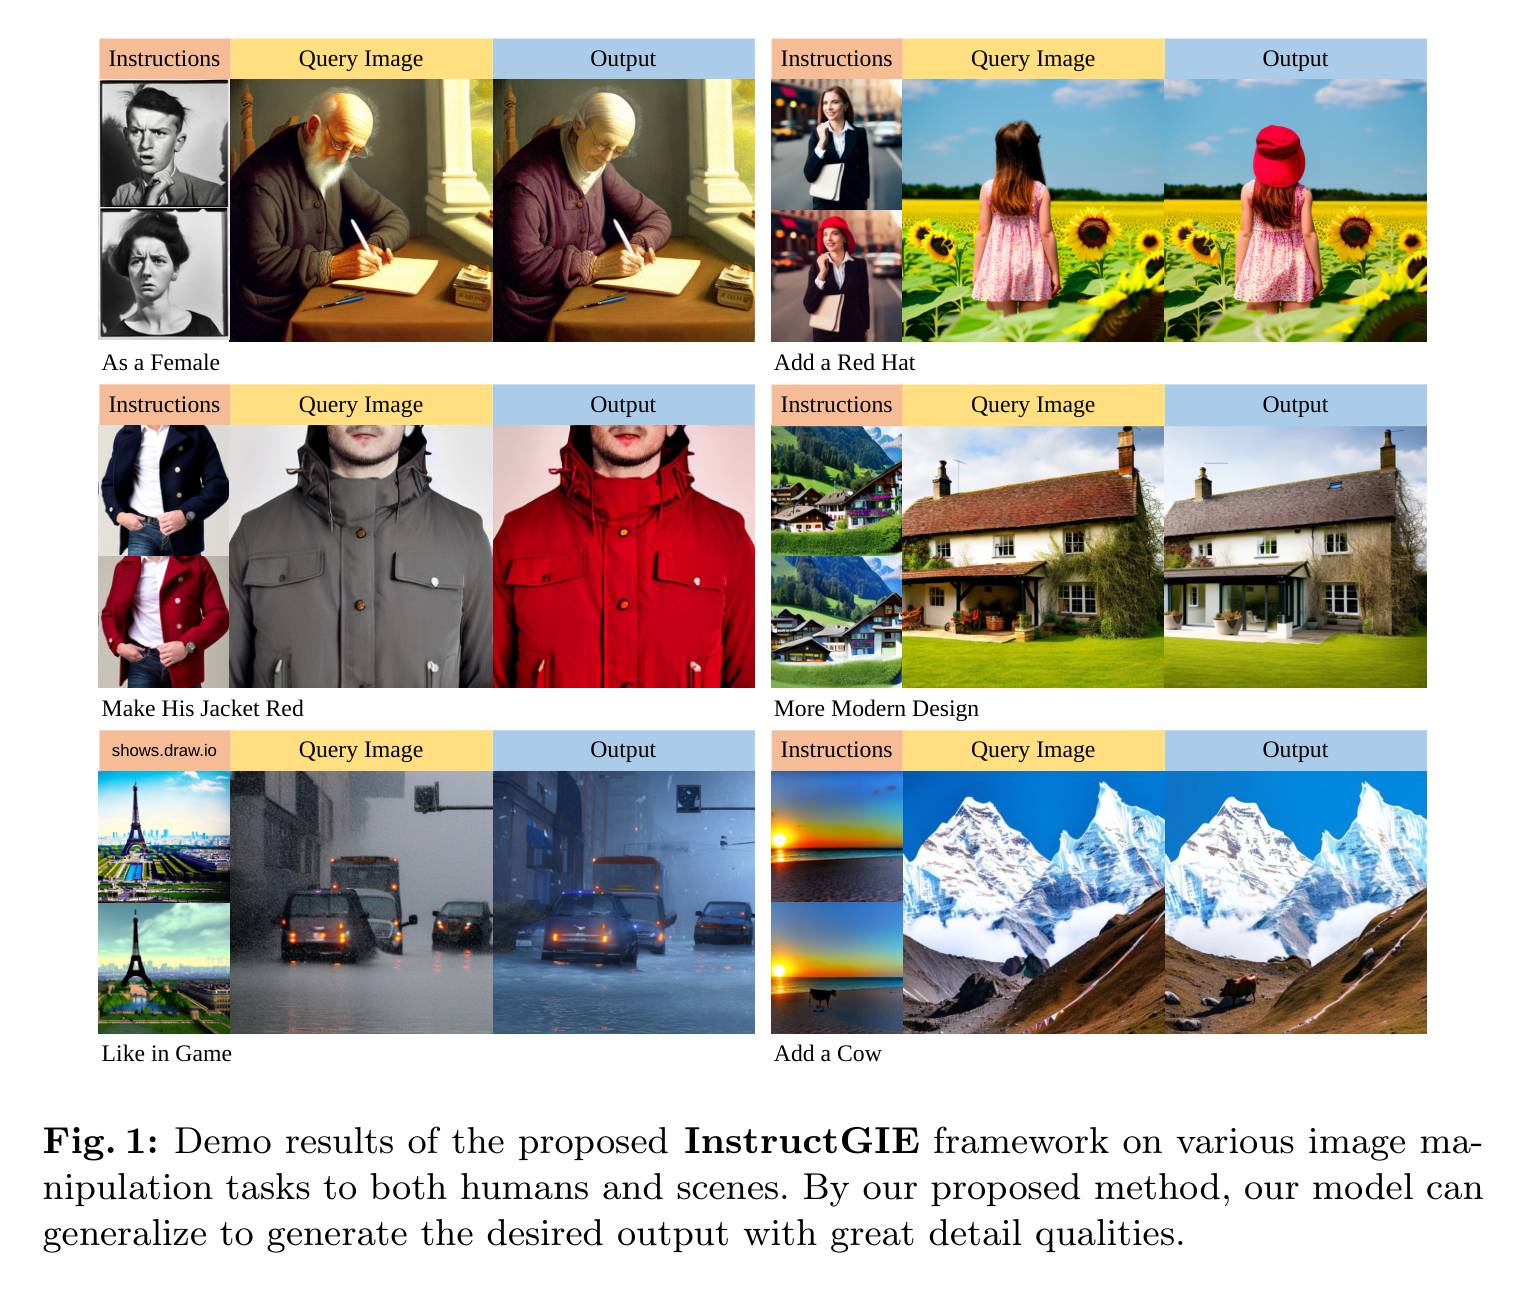 Instructions Query Image Output
As a Female
Instructions Query Image Output
Add a Red Hat
Instructions Query Image Output
Make His Jacket Red
Instructions Query Image Output
More Modern Design
shows.draw.io Query Image Output
Like in Game
Instructions Query Image Output
Add a Cow
Fig. 1: Demo results of the proposed InstructGIE framework on various image ma-
nipulation tasks to both humans and scenes. By our proposed method, our model can
generalize to generate the desired output with great detail qualities.